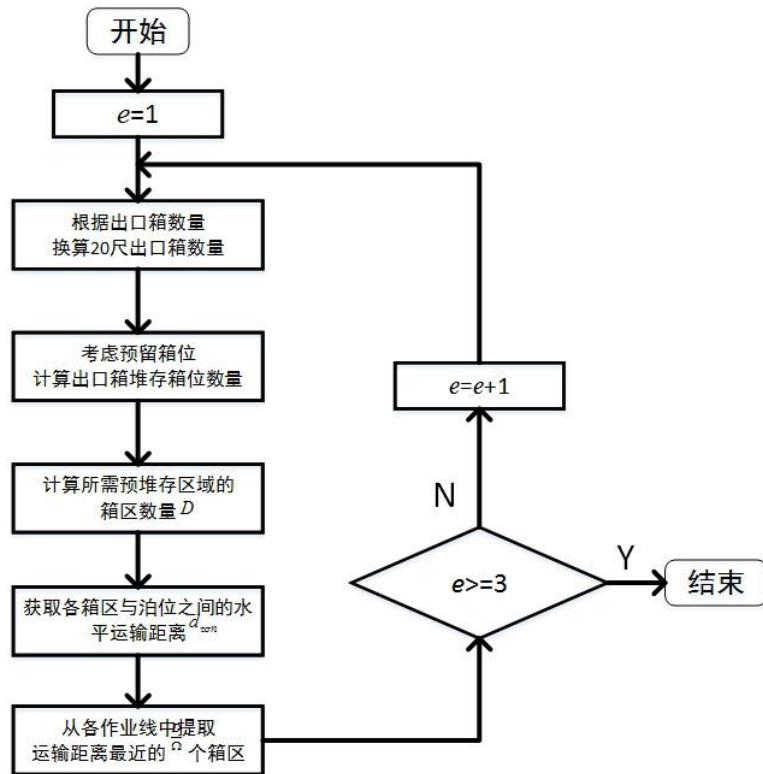 开始
e=1
根据出口箱数量
换算20尺出口箱数量
考虑预留箱位
计算出口箱堆存箱位数量
计算所需预堆存区域的
箱区数量D
获取各箱区与泊位之间的水
平运输距离
从各作业线中提取
运输距离最近的 个箱区
e>=3
N
e=e+1
Y
结束